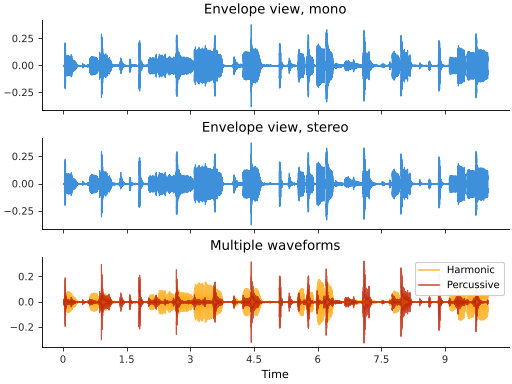 Envelope view, mono
0.25
0.00
−0.25
Envelope view, stereo
0.25
0.00
−0.25
Multiple waveforms
0.2
0.0
−0.2
Harmonic
Percussive
0 1.5 3 4.5 6 7.5 9
Time